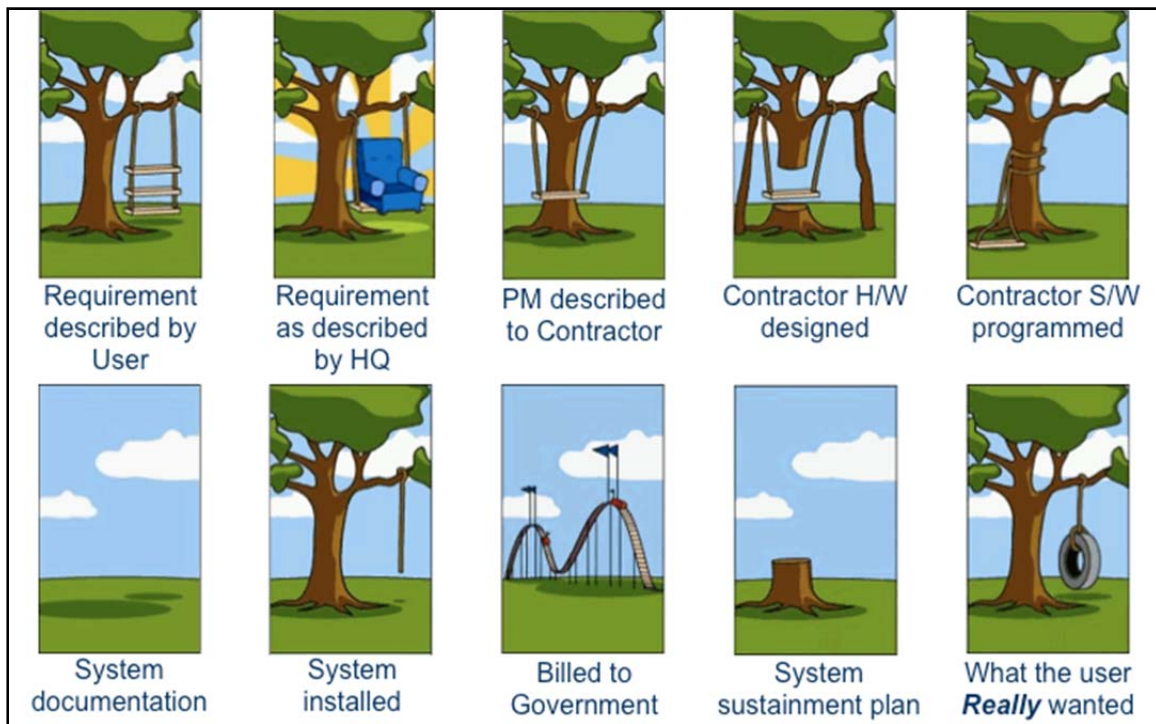 Requirement
described by
User
Requirement
as described
by HQ
PM described
to Contractor
Contractor H/W
designed
Contractor S/W
programmed
System
documentation
System
installed
Billed to
Government
System
sustainment plan
What the user
Really wanted